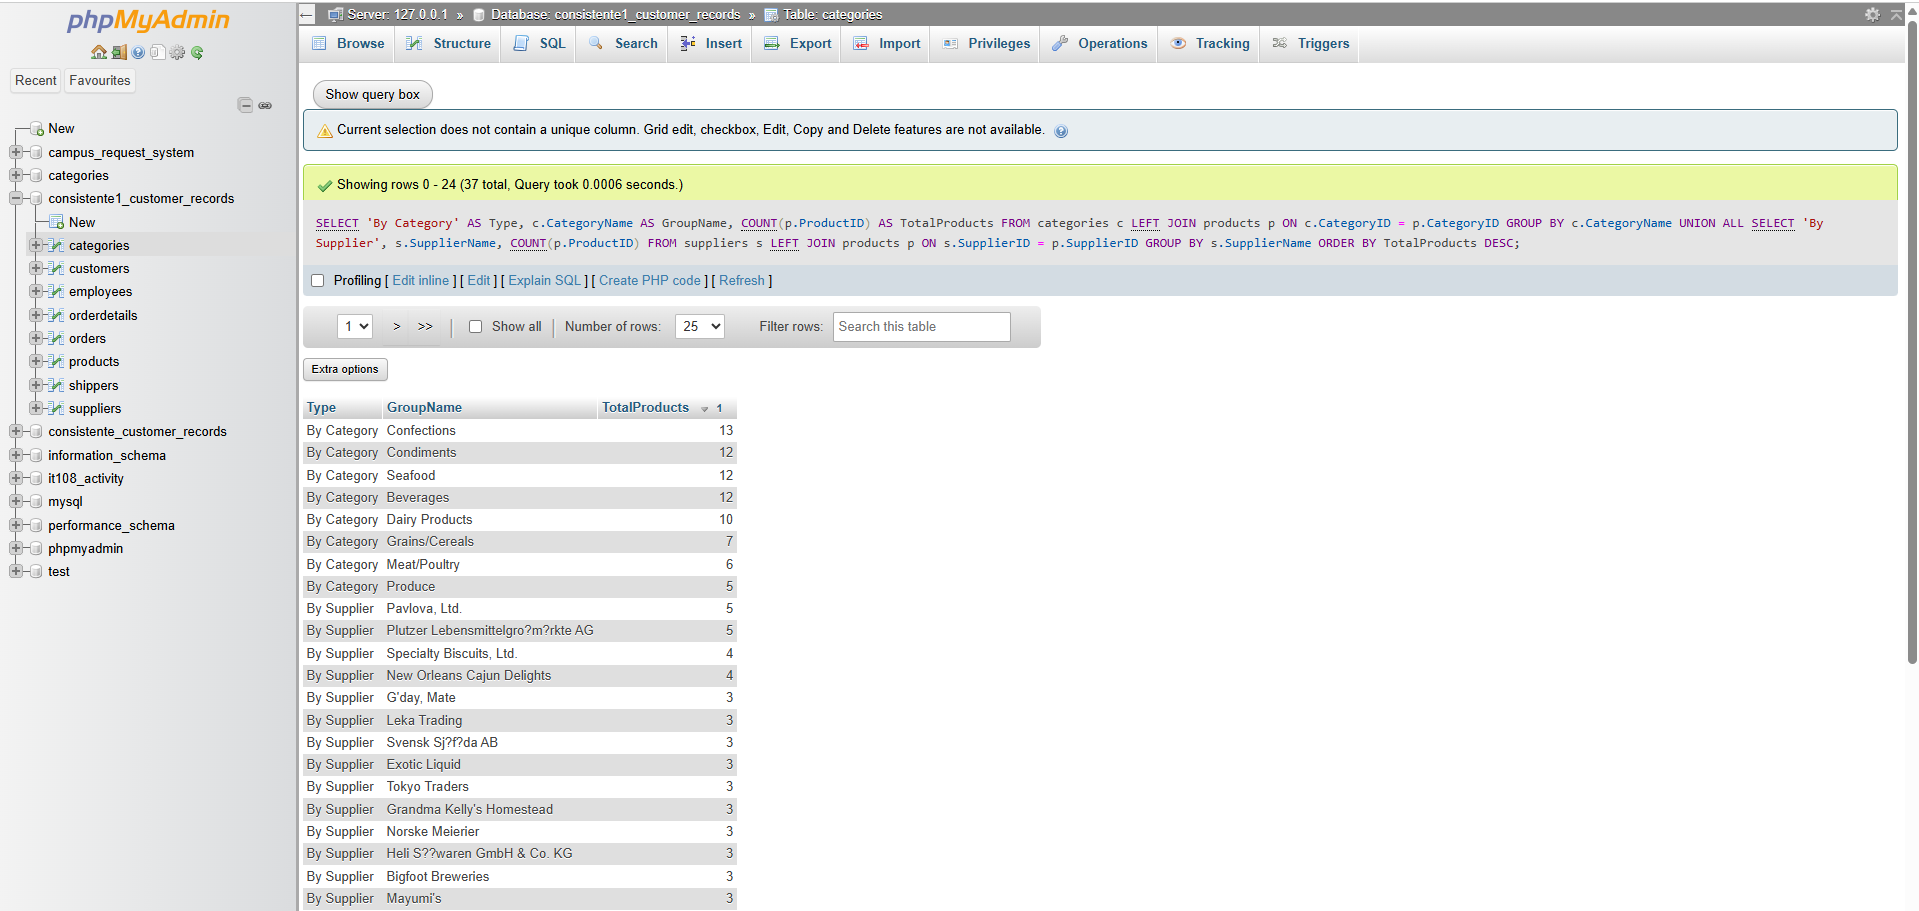 phpMyAdmin
Recent Favourites
New
campus_request_system
categories
consistente1_customer_records
New
categories
customers
employees
orderdetails
orders
products
shippers
suppliers
consistente_customer_records
information_schema
it108_activity
mysql
performance_schema
phpmyadmin
test
Server: 127.0.0.1 » Database: consistente1_customer_records » Table: categories
Browse Structure SQL Search Insert Export Import Privileges Operations Tracking Triggers
Show query box
Current selection does not contain a unique column. Grid edit, checkbox, Edit, Copy and Delete features are not available.
Showing rows 0 - 24 (37 total, Query took 0.0006 seconds.)
SELECT 'By Category' AS Type, c.CategoryName AS GroupName, COUNT(p.ProductID) AS TotalProducts FROM categories c LEFT JOIN products p ON c.CategoryID = p.CategoryID GROUP BY c.CategoryName UNION ALL SELECT 'By
Supplier', s.SupplierName, COUNT(p.ProductID) FROM suppliers s LEFT JOIN products p ON s.SupplierID = p.SupplierID GROUP BY s.SupplierName ORDER BY TotalProducts DESC;
Profiling [ Edit inline ] [ Edit ] [ Explain SQL ] [ Create PHP code ] [ Refresh ]
1 > >> | Show all | Number of rows: 25 Filter rows: Search this table
Extra options
Type GroupName TotalProducts 1
By Category Confections 13
By Category Condiments 12
By Category Seafood 12
By Category Beverages 12
By Category Dairy Products 10
By Category Grains/Cereals 7
By Category Meat/Poultry 6
By Category Produce 5
By Supplier Pavlova, Ltd. 5
By Supplier Plutzer Lebensmittelgro?m?rkte AG 5
By Supplier Specialty Biscuits, Ltd. 4
By Supplier New Orleans Cajun Delights 4
By Supplier G'day, Mate 3
By Supplier Leka Trading 3
By Supplier Svensk Sj?f?da AB 3
By Supplier Exotic Liquid 3
By Supplier Tokyo Traders 3
By Supplier Grandma Kelly's Homestead 3
By Supplier Norske Meierier 3
By Supplier Heli S??waren GmbH & Co. KG 3
By Supplier Bigfoot Breweries 3
By Supplier Mayumi's 3